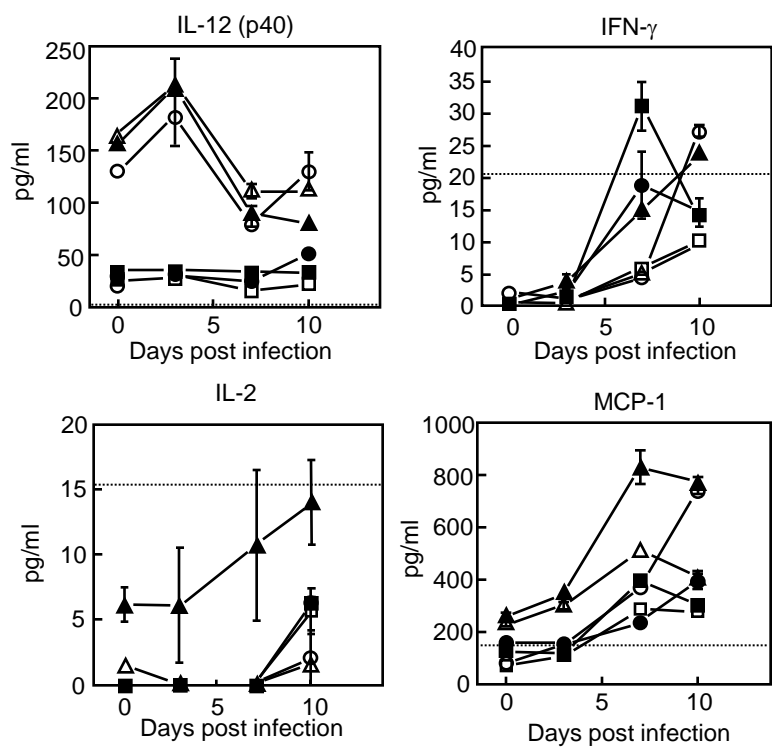 IL-12 (p40)
250
200
150
100
50
0
pg/ml
0 5 10
Days post infection
IFN-γ
40
35
30
25
20
15
10
5
0
pg/ml
0 5 10
Days post infection
IL-2
20
15
10
5
0
pg/ml
0 5 10
Days post infection
MCP-1
1000
800
600
400
200
0
pg/ml
0 5 10
Days post infection